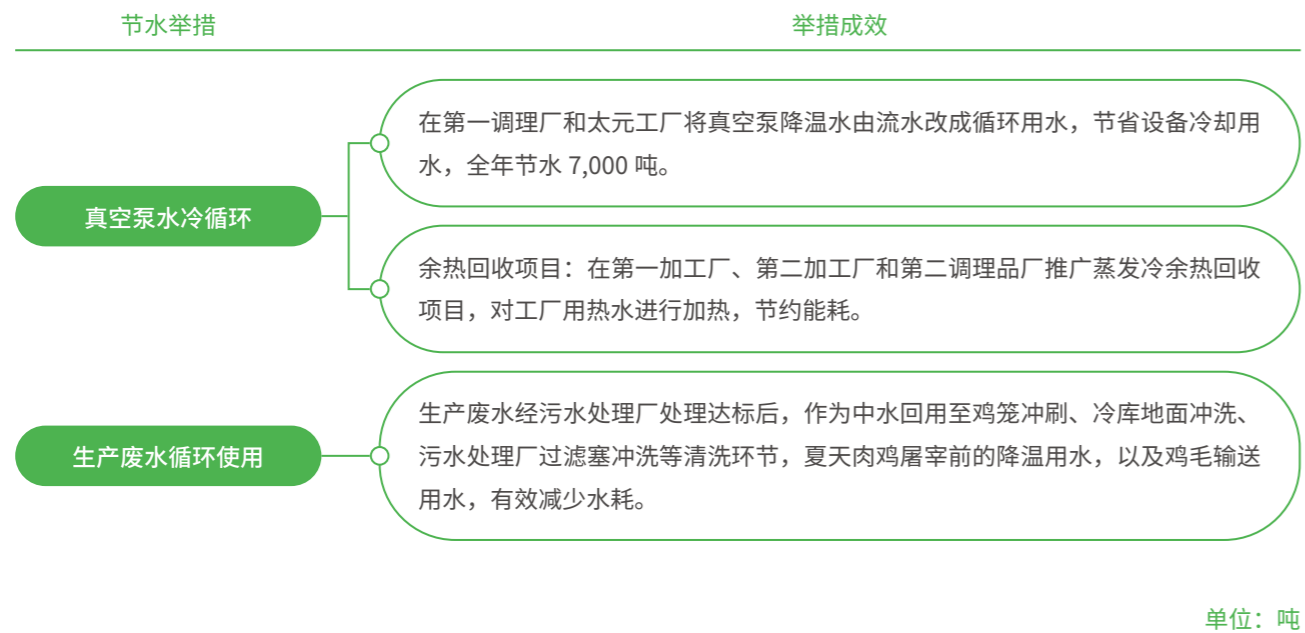 节水举措
举措成效
真空泵水冷循环
在第一调理厂和太元工厂将真空泵降温水由流水改成循环用水，节省设备冷却用
水，全年节水 7,000 吨。
余热回收项目：在第一加工厂、第二加工厂和第二调理品厂推广蒸发冷余热回收
项目，对工厂用热水进行加热，节约能耗。
生产废水循环使用
生产废水经污水处理厂处理达标后，作为中水回用至鸡笼冲刷、冷库地面冲洗、
污水处理厂过滤塞冲洗等清洗环节，夏天肉鸡屠宰前的降温用水，以及鸡毛输送
用水，有效减少水耗。
单位：吨